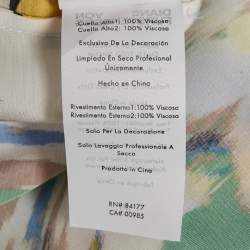 Cuello Alto1: 100% Viscosa
Cuello Alto2: 100% Viscosa
Exclusivo De La Decoración
Limpiado En Seco Profesional
Únicamente
Hecho en China
Rivestimento Esterno1:100% Viscosa
Rivestimento Esterno2:100% Viscosa
Solo Per La Decorazione
Solo Lavaggio Professionale A
Secco
Prodotto in Cina
RN# 84177
CA# 00985